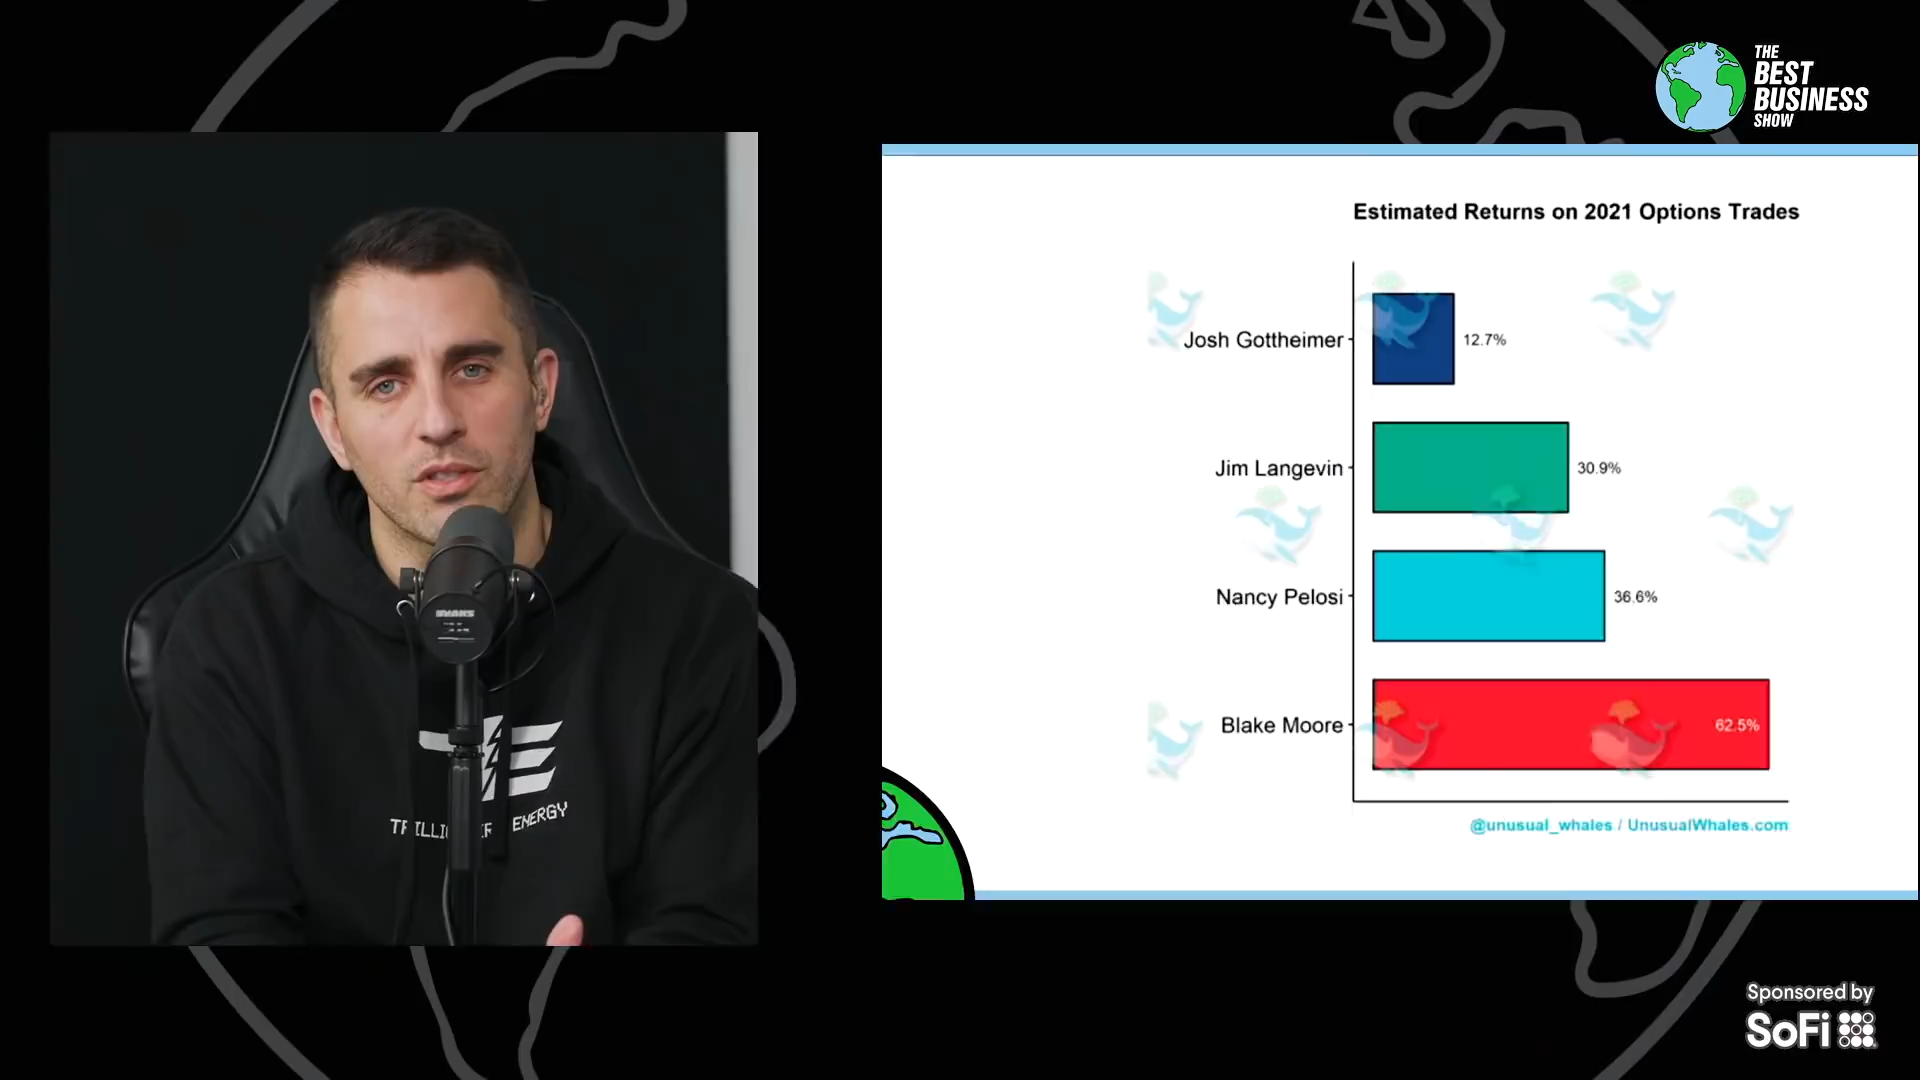 THE
BEST
BUSINESS
SHOW
Estimated Returns on 2021 Options Trades
Josh Gottheimer
12.7%
Jim Langevin
30.9%
Nancy Pelosi
36.6%
Blake Moore
62.5%
@unusual_whales / UnusualWhales.com
ENERGY
Sponsored by
SoFi